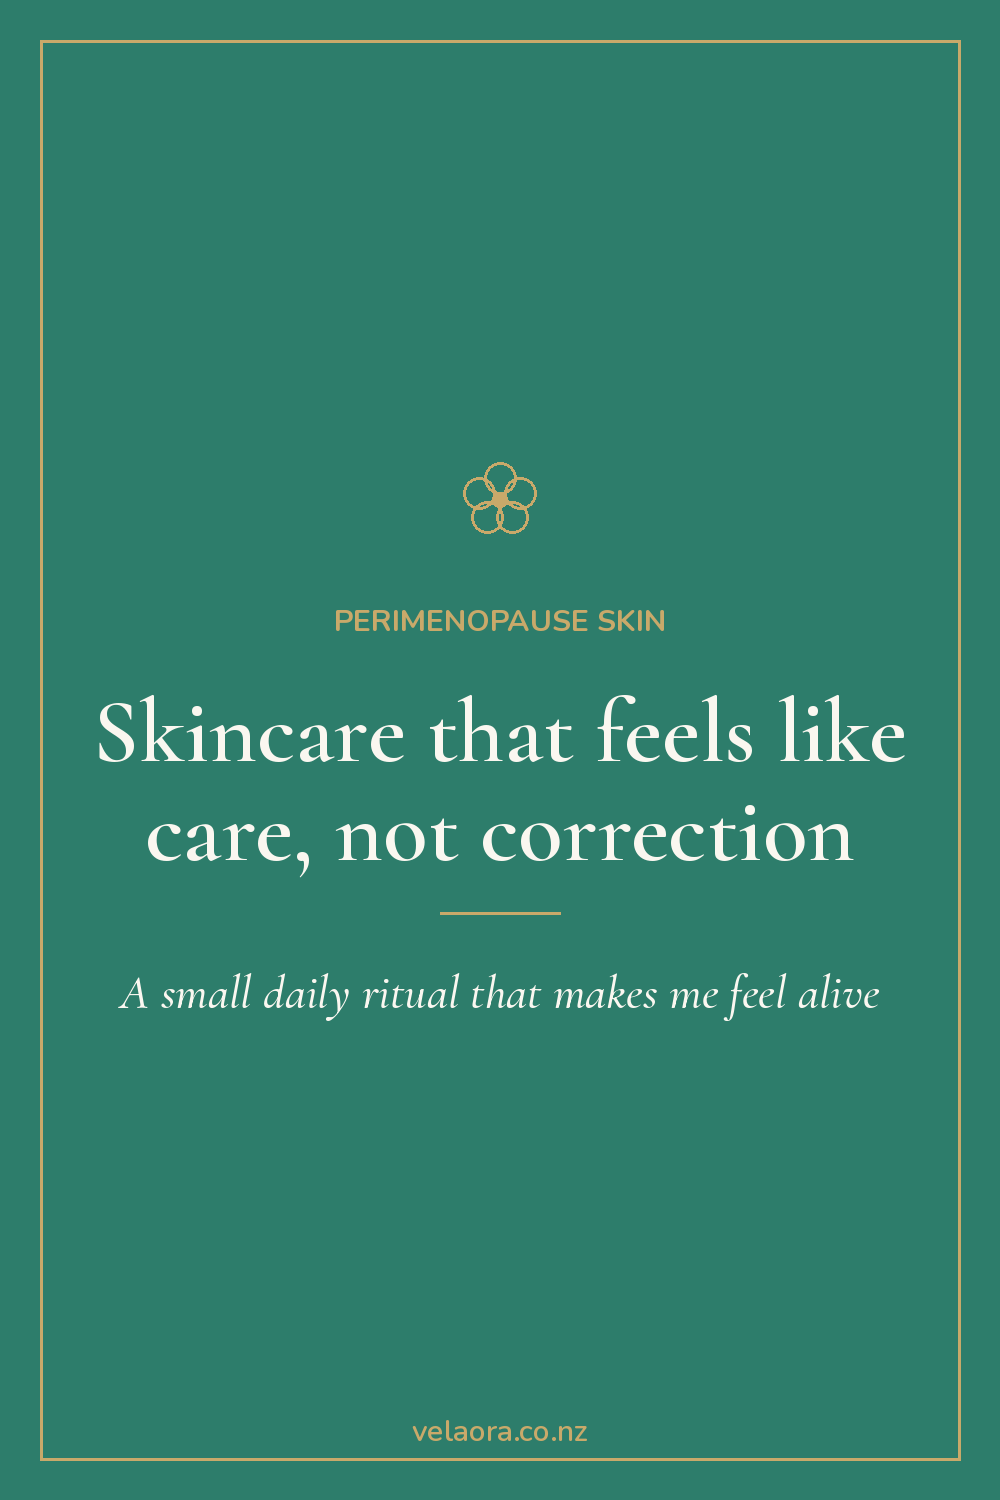 PERIMENOPAUSE SKIN
Skincare that feels like
care, not correction
A small daily ritual that makes me feel alive
velaora.co.nz